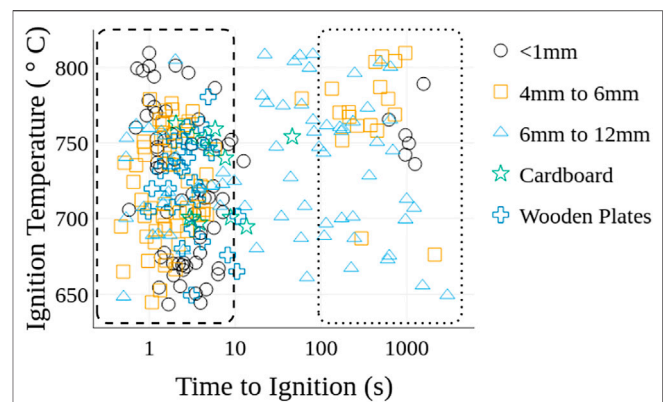 Ignition Temperature ( ° C)
800
750
700
650
1
10
100
1000
Time to Ignition (s)
<1mm
4mm to 6mm
6mm to 12mm
Cardboard
Wooden Plates